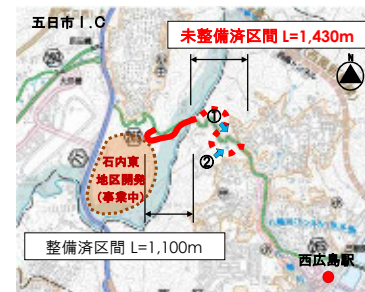 五日市I.C
未整備済区間 L=1,430m
①
②
石内東
地区開発
(事業中)
整備済区間 L=1,100m
西広島駅